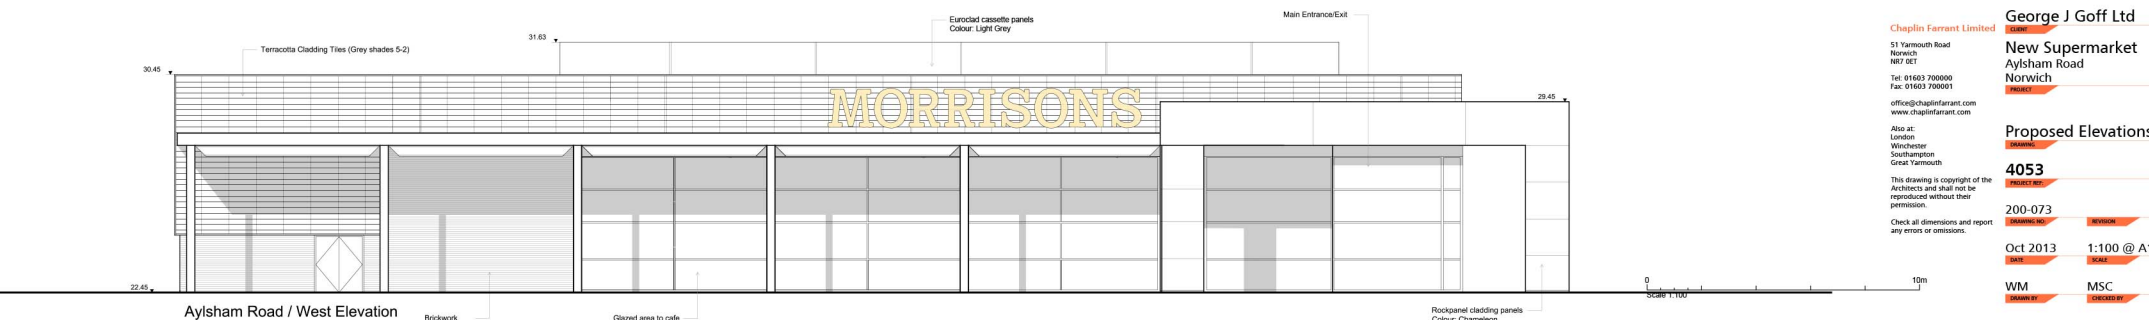 Euroclad cassette panels
Colour: Light Grey
Main Entrance/Exit
31.63
Terracotta Cladding Tiles (Grey shades 5-2)
30.45
29.45
MORRISONS
22.45
Aylsham Road / West Elevation
Brickwork
Glazed area to cafe
Rockpanel cladding panels
Colour: Chameleon
0
10m
Scale 1:100
Chaplin Farrant Limited
51 Yarmouth Road
Norwich
NR7 0ET
Tel: 01603 700000
Fax: 01603 700001
office@chaplinfarrant.com
www.chaplinfarrant.com
Also at:
London
Winchester
Southampton
Great Yarmouth
This drawing is copyright of the
Architects and shall not be
reproduced without their
permission.
Check all dimensions and report
any errors or omissions.
George J Goff Ltd
CLIENT
New Supermarket
Aylsham Road
Norwich
PROJECT
Proposed Elevations
DRAWING
4053
PROJECT REF:
200-073
DRAWING NO: REVISION
Oct 2013 1:100 @ A1
DATE SCALE
WM MSC
DRAWN BY CHECKED BY